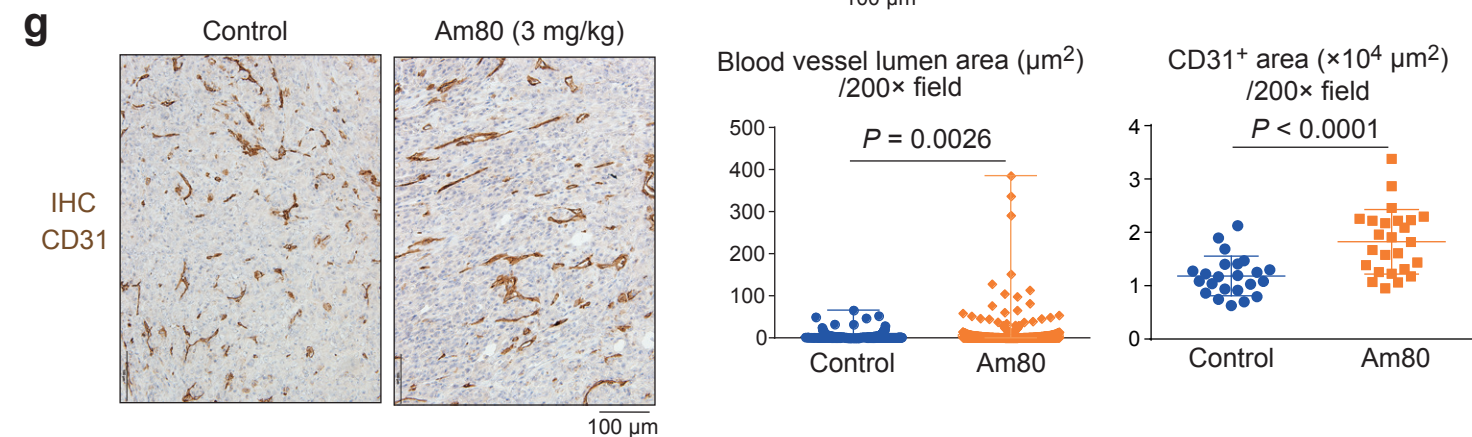 g
100 μm
Control
Am80 (3 mg/kg)
IHC
CD31
100 μm
Blood vessel lumen area (μm2)
/200× field
P = 0.0026
500
400
300
200
100
0
Control
Am80
CD31+ area (×10⁴ μm²)
/200× field
P < 0.0001
4
3
2
1
0
Control
Am80